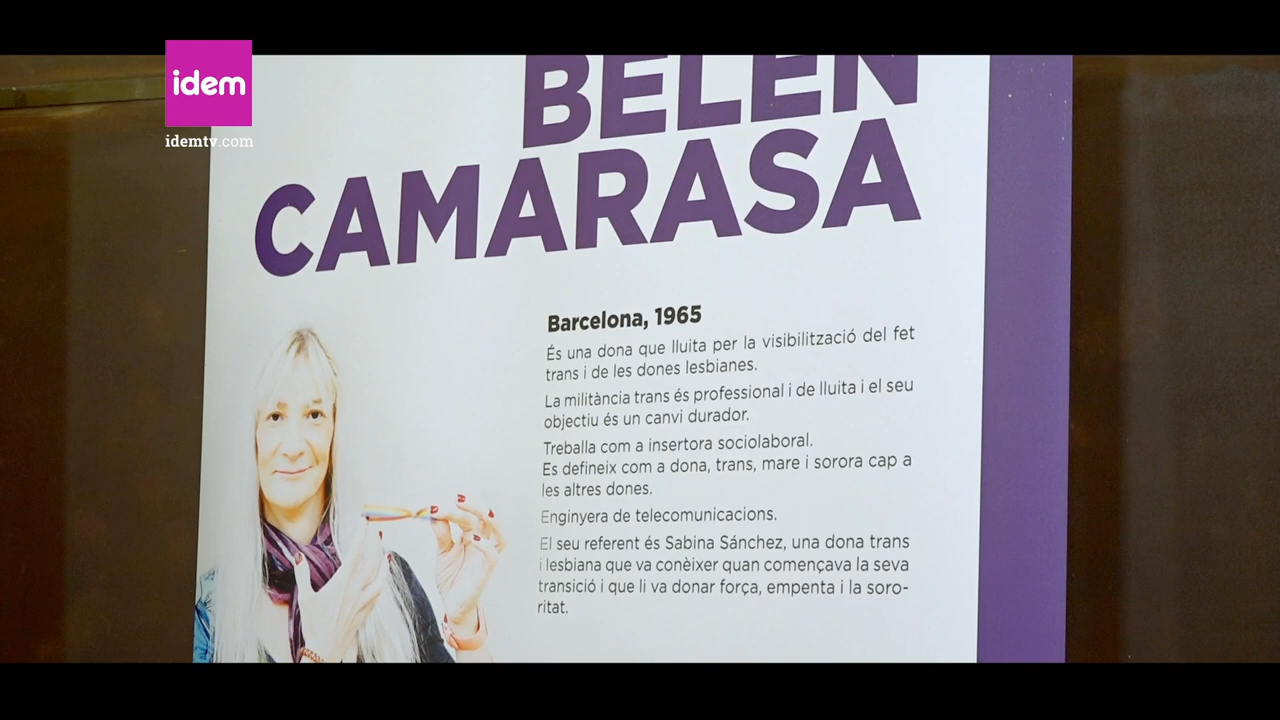 idem
idemtv.com
BELEN
CAMARASA
Barcelona, 1965
És una dona que lluita per la visibilització del fet
trans i de les dones lesbianes.
La militància trans és professional i de lluita i el seu
objectiu és un canvi durador.
Treballa com a insertora sociolaboral.
Es defineix com a dona, trans, mare i sorora cap a
les altres dones.
Enginyera de telecomunicacions.
El seu referent és Sabina Sánchez, una dona trans
i lesbiana que va conèixer quan començava la seva
transició i que li va donar força, empenta i la soro-
ritat.